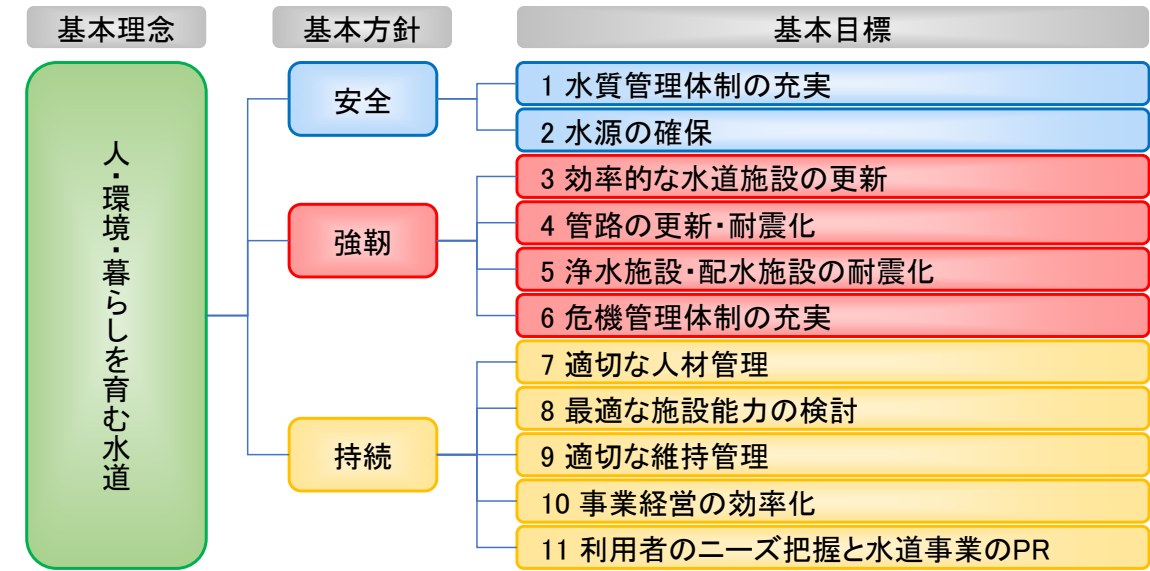 基本理念
基本方針
基本目標
人・環境・暮らしを育む水道
安全
1 水質管理体制の充実
2 水源の確保
強靭
3 効率的な水道施設の更新
4 管路の更新・耐震化
5 浄水施設・配水施設の耐震化
6 危機管理体制の充実
持続
7 適切な人材管理
8 最適な施設能力の検討
9 適切な維持管理
10 事業経営の効率化
11 利用者のニーズ把握と水道事業のPR